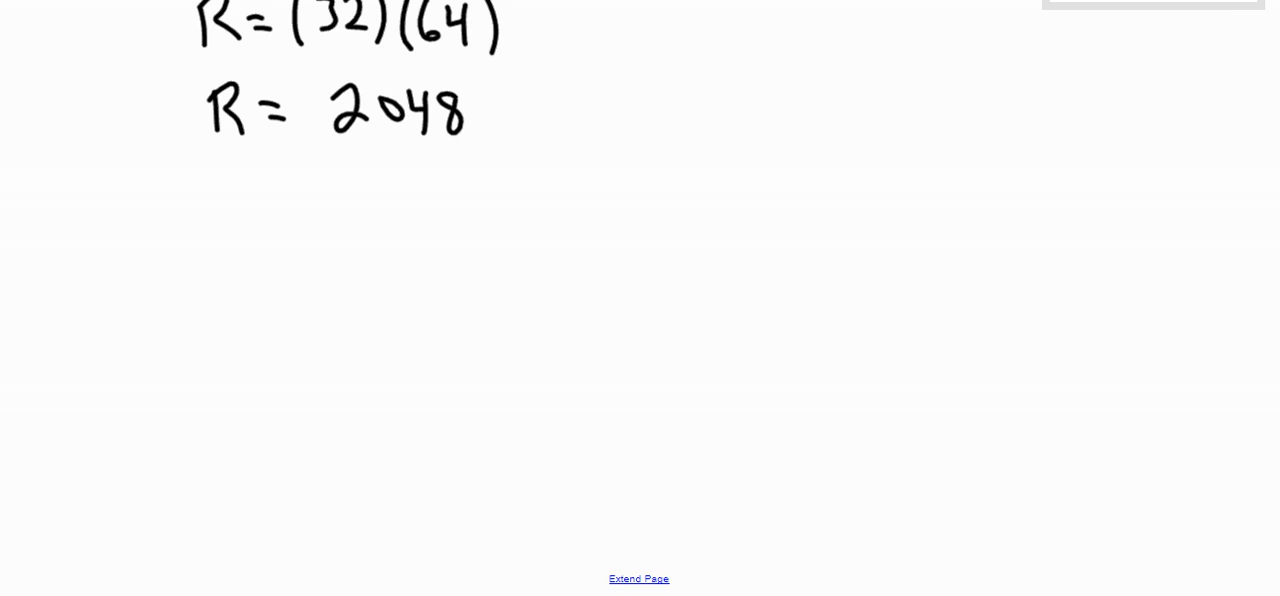 R = (32)(64)
R = 2048
Extend Page